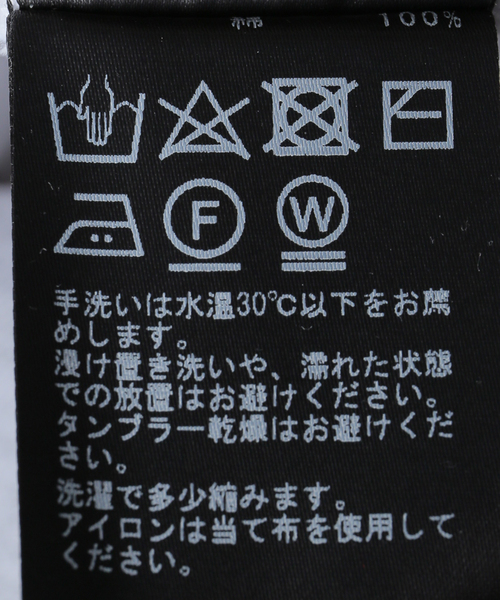 綿 100%
F W
手洗いは水温30℃以下をお薦
めします。
浸け置き洗いや、濡れた状態
での放置はお避けください。
タンブラー乾燥はお避けくだ
さい。
洗濯で多少縮みます。
アイロンは当て布を使用して
ください。